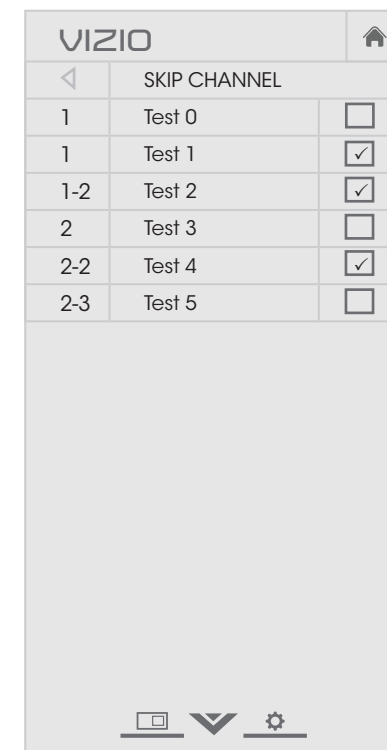 VIZIO
SKIP CHANNEL
1 Test 0
1 Test 1
1-2 Test 2
2 Test 3
2-2 Test 4
2-3 Test 5